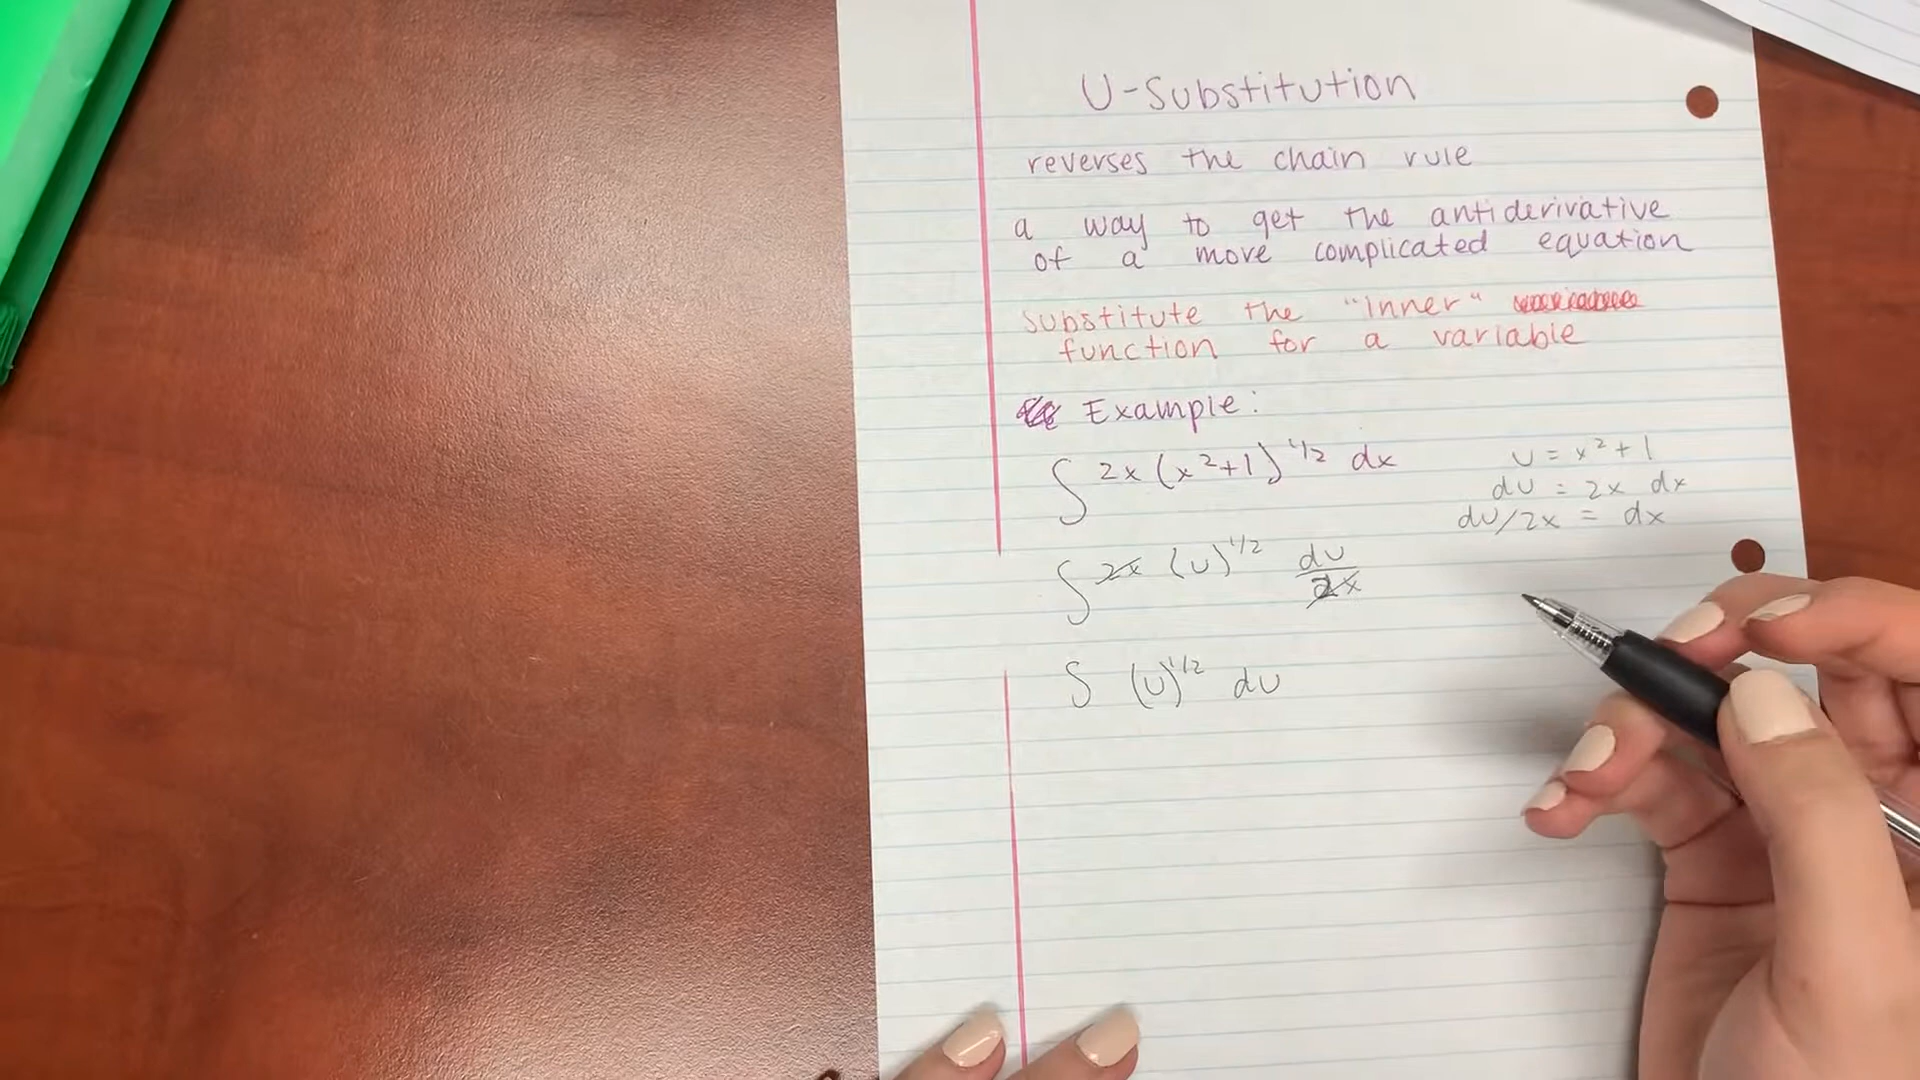 U-Substitution
reverses the chain rule
a way to get the antiderivative
of a more complicated equation
substitute the "inner"
function for a variable
Example:
∫ 2x (x²+1)^1/2 dx
u = x²+1
du = 2x dx
du/2x = dx
∫ 2x (u)^1/2 du/2x
∫ (u)^1/2 du